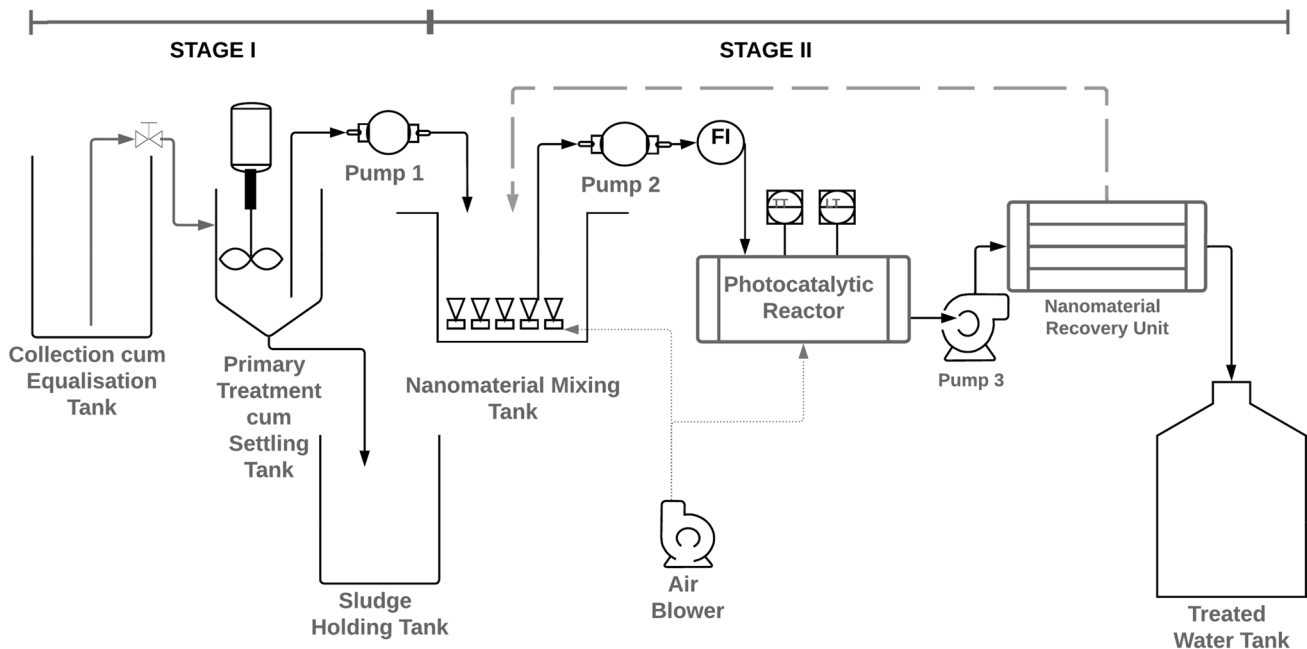 STAGE I
STAGE II
FI
Pump 1
Pump 2
TT
LT
Photocatalytic
Reactor
Nanomaterial
Recovery Unit
Collection cum
Equalisation
Tank
Primary
Treatment
cum
Settling
Tank
Nanomaterial Mixing
Tank
Pump 3
Sludge
Holding Tank
Air
Blower
Treated
Water Tank